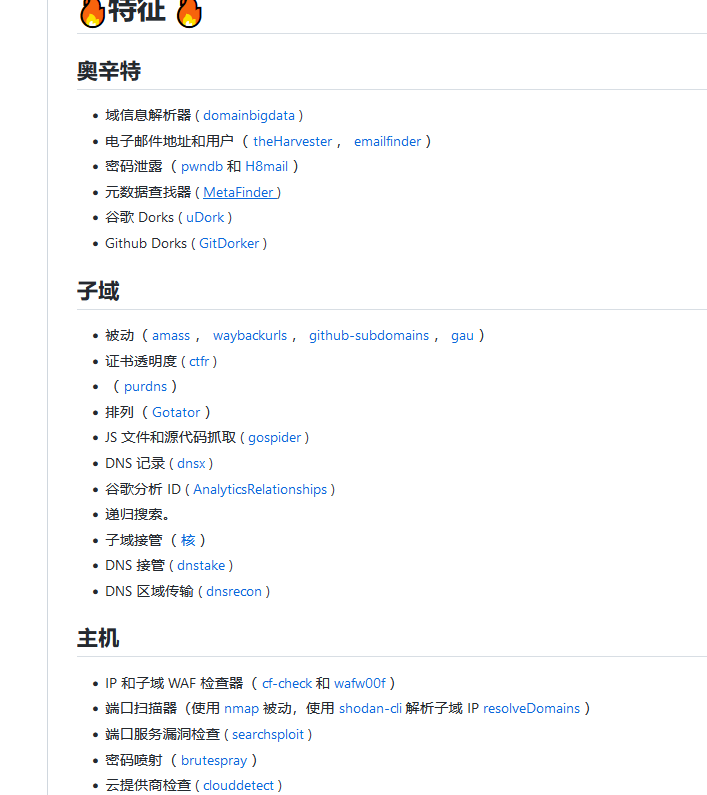 🔥特征 🔥
奥辛特
• 域信息解析器 ( domainbigdata )
• 电子邮件地址和用户（ theHarvester ， emailfinder ）
• 密码泄露（ pwndb 和 H8mail ）
• 元数据查找器 ( MetaFinder )
• 谷歌 Dorks ( uDork )
• Github Dorks ( GitDorker )
子域
• 被动（ amass ， waybackurls ， github-subdomains ， gau ）
• 证书透明度 ( ctfr )
• （ purdns ）
• 排列（ Gotator ）
• JS 文件和源代码抓取 ( gospider )
• DNS 记录 ( dnsx )
• 谷歌分析 ID ( AnalyticsRelationships )
• 递归搜索。
• 子域接管（ 核 ）
• DNS 接管 ( dnstake )
• DNS 区域传输 ( dnsrecon )
主机
• IP 和子域 WAF 检查器（ cf-check 和 wafw00f ）
• 端口扫描器（使用 nmap 被动，使用 shodan-cli 解析子域 IP resolveDomains ）
• 端口服务漏洞检查 ( searchsploit )
• 密码喷射（ brutespray ）
• 云提供商检查 ( clouddetect )